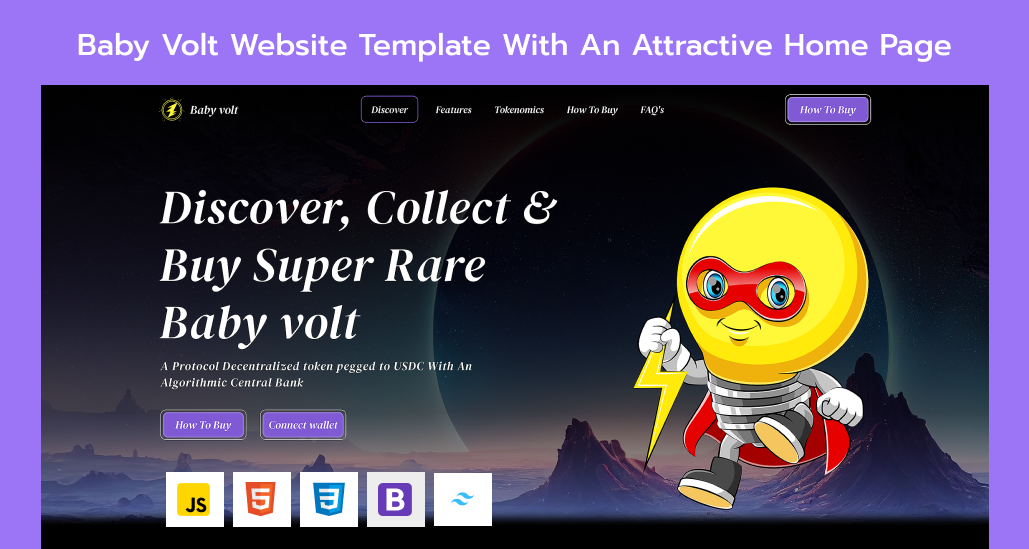 Baby Volt Website Template With An Attractive Home Page
Baby volt
Discover
Features
Tokenomics
How To Buy
FAQ's
How To Buy
Discover, Collect &
Buy Super Rare
Baby volt
A Protocol Decentralized token pegged to USDC With An
Algorithmic Central Bank
How To Buy
Connect wallet
JS
5
3
B